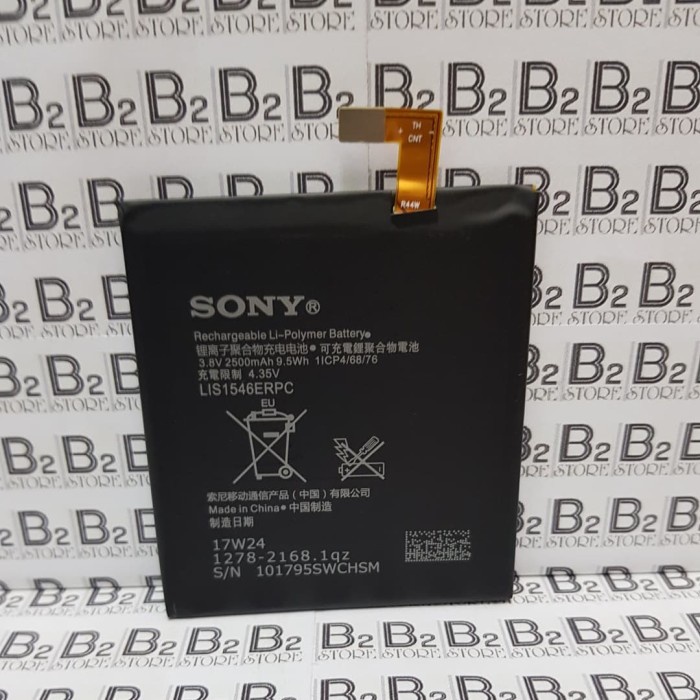 TH
CNT
R44W
SONY®
Rechargeable Li-Polymer Battery
锂离子聚合物充电电池 • 可充電鋰聚合物電池
3.8V 2500mAh 9.5Wh 1ICP4/68/76
充電限制 4.35V
LIS1546ERPC
EU
索尼移动通信产品（中国）有限公司
Made in China • 中国制造
制造日期
17W24
1278-2168.1qz
S/N 101795SWCHSM
B2
STORE